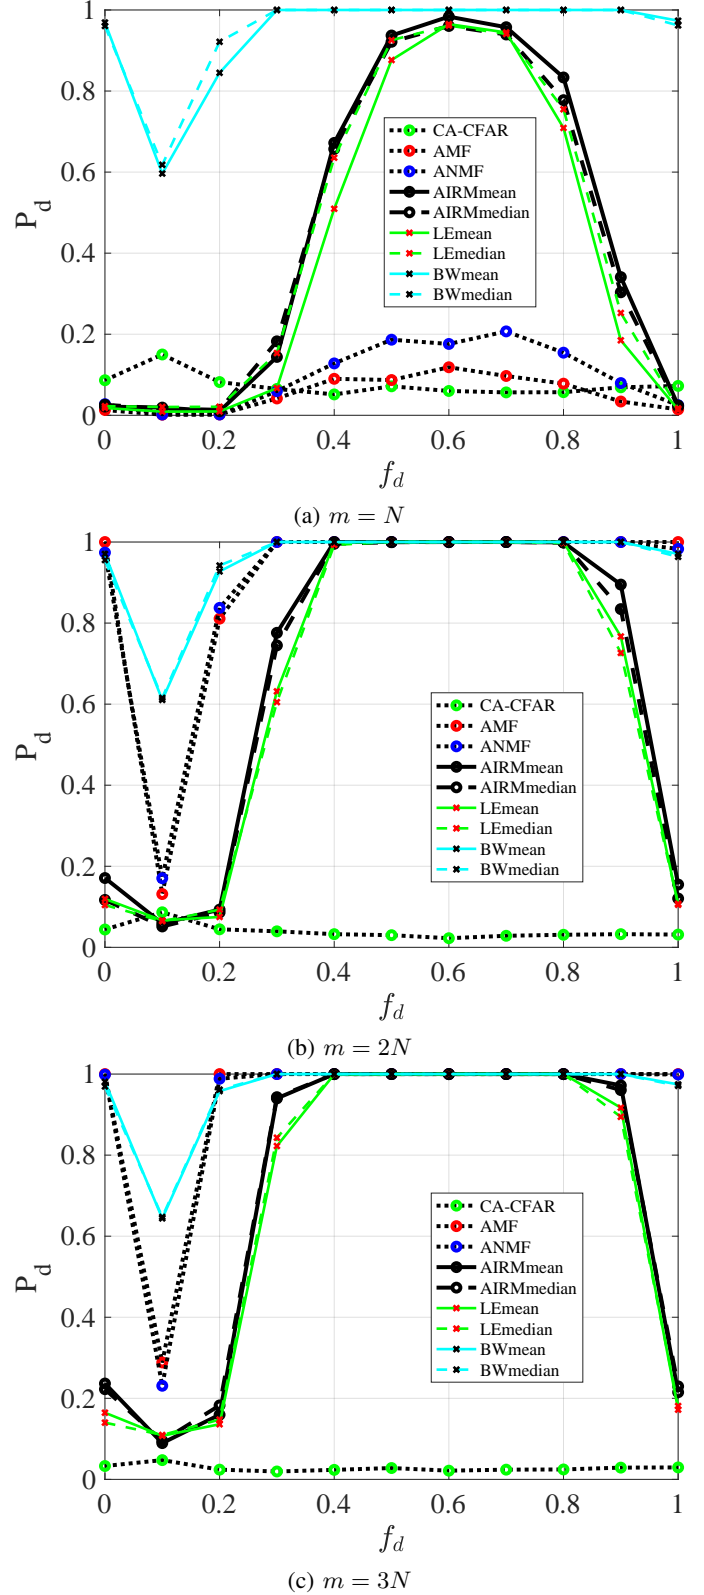 1
0.8
0.6
0.4
0.2
0
P_d
CA-CFAR
AMF
ANMF
AIRMmean
AIRMmedian
LEmean
LEmedian
BWmean
BWmedian
0 0.2 0.4 0.6 0.8 1
f_d
(a) m = N
1
0.8
0.6
0.4
0.2
0
P_d
CA-CFAR
AMF
ANMF
AIRMmean
AIRMmedian
LEmean
LEmedian
BWmean
BWmedian
0 0.2 0.4 0.6 0.8 1
f_d
(b) m = 2N
1
0.8
0.6
0.4
0.2
0
P_d
CA-CFAR
AMF
ANMF
AIRMmean
AIRMmedian
LEmean
LEmedian
BWmean
BWmedian
0 0.2 0.4 0.6 0.8 1
f_d
(c) m = 3N